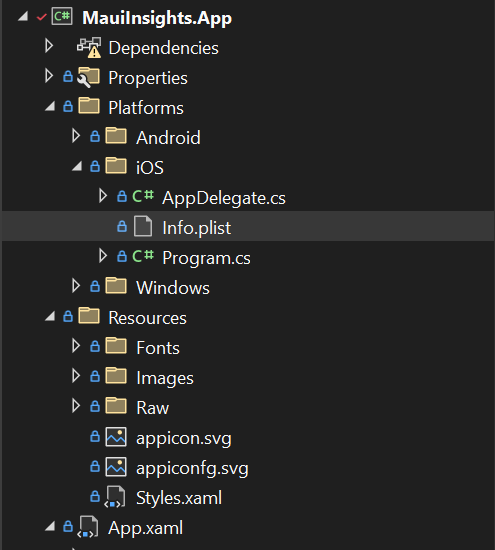 C# MauiInsights.App
Dependencies
Properties
Platforms
Android
iOS
C# AppDelegate.cs
Info.plist
C# Program.cs
Windows
Resources
Fonts
Images
Raw
appicon.svg
appiconfg.svg
Styles.xaml
App.xaml